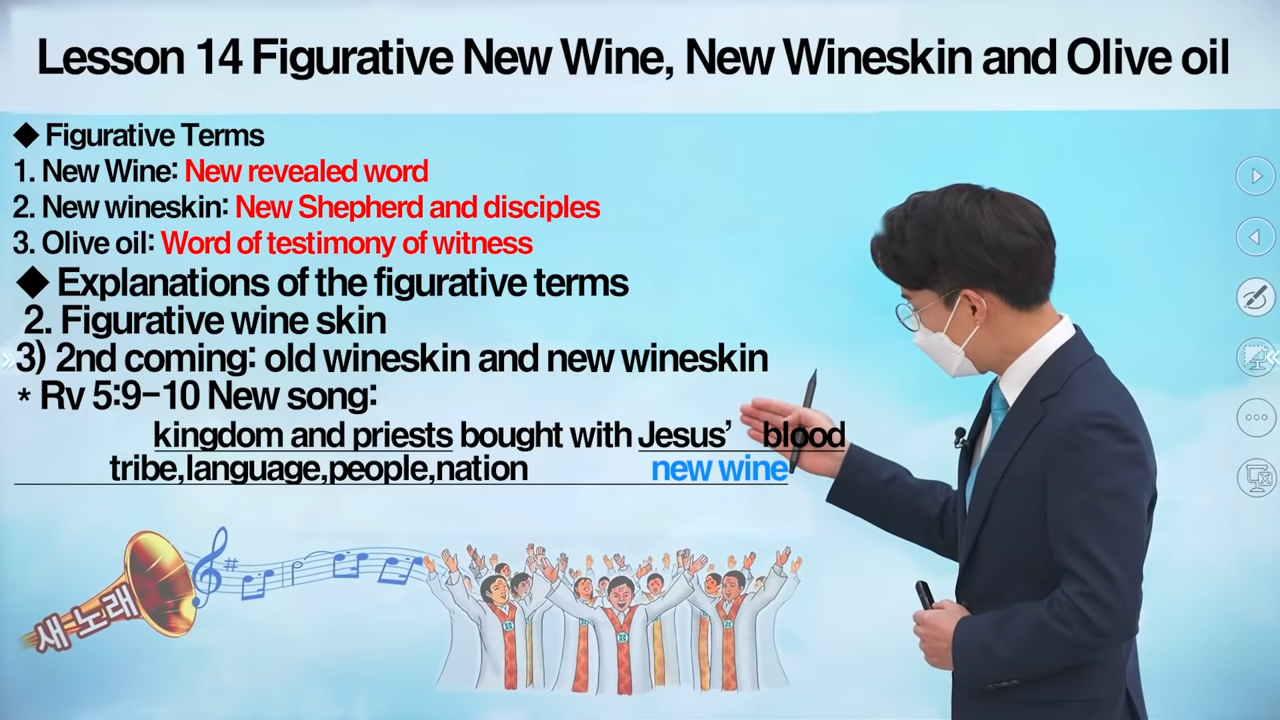 Lesson 14 Figurative New Wine, New Wineskin and Olive oil
◆ Figurative Terms
1. New Wine: New revealed word
2. New wineskin: New Shepherd and disciples
3. Olive oil: Word of testimony of witness
◆ Explanations of the figurative terms
2. Figurative wine skin
3) 2nd coming: old wineskin and new wineskin
* Rv 5:9-10 New song:
kingdom and priests bought with Jesus’ blood
tribe,language,people,nation new wine
새 노래